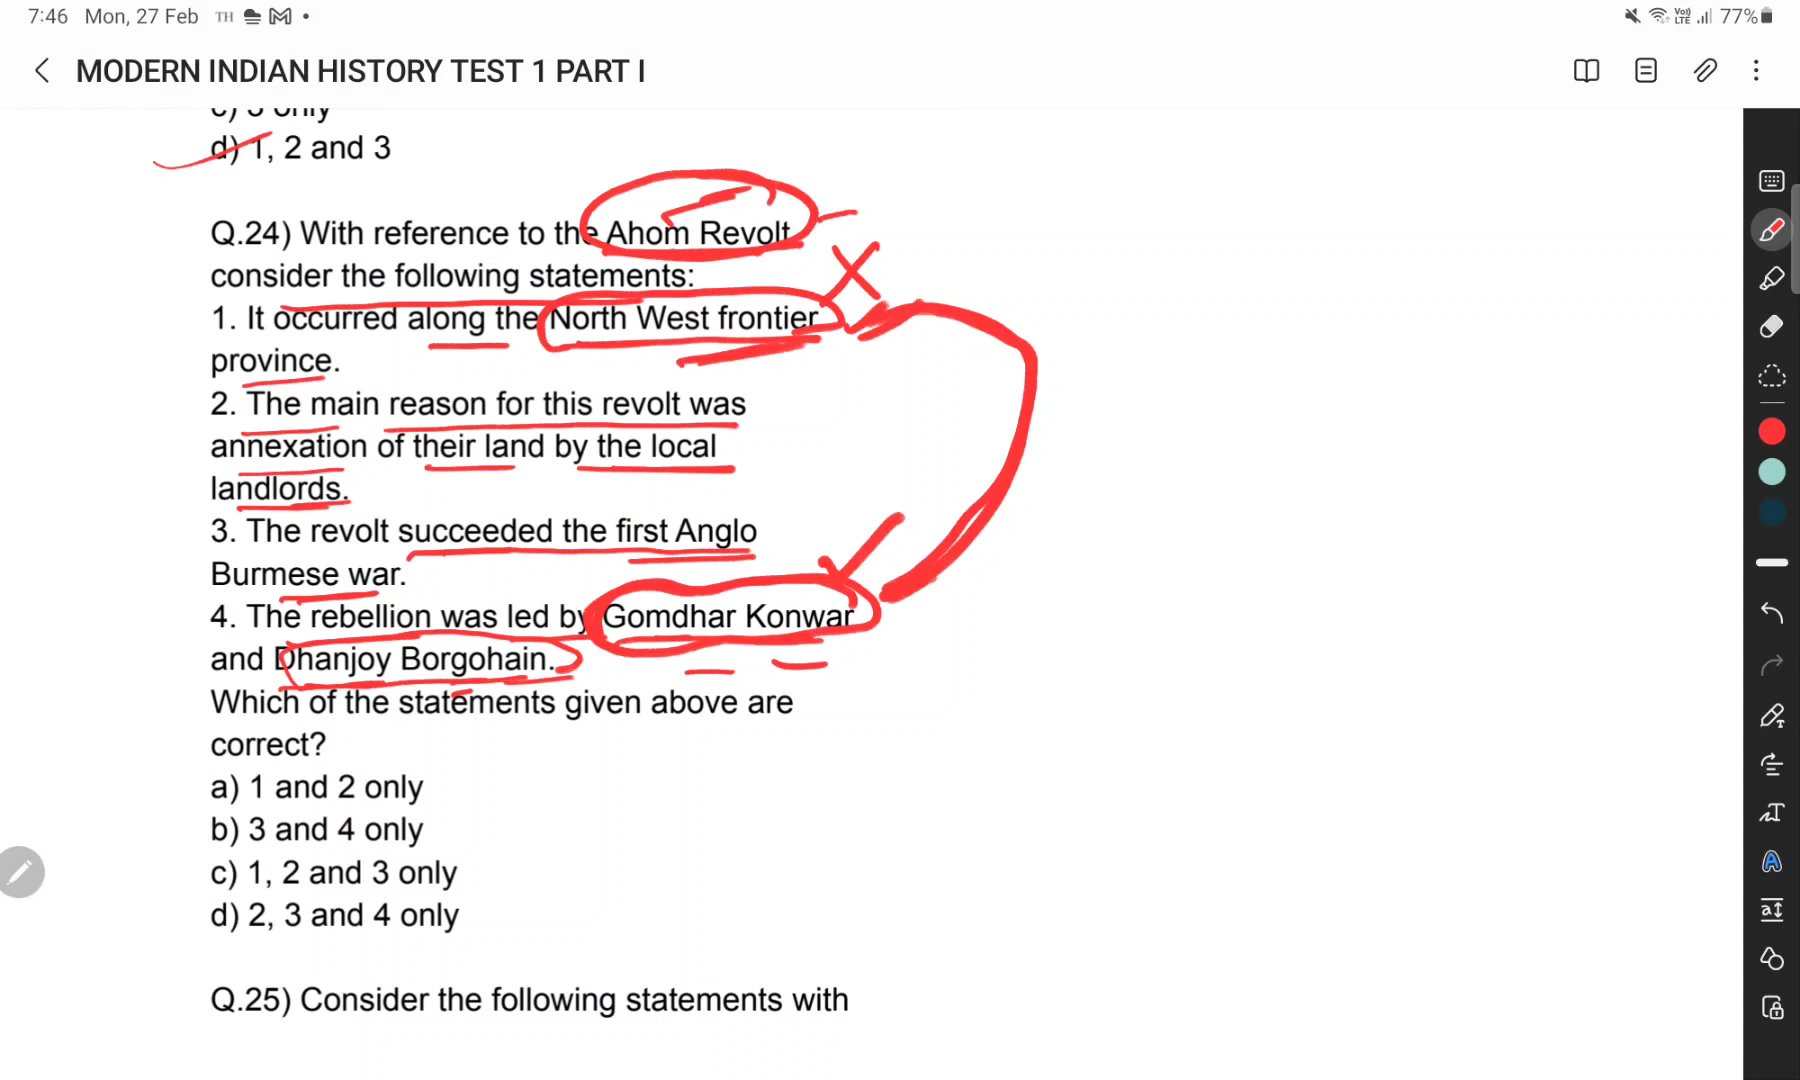 7:46 Mon, 27 Feb TH
Vo)) LTE 77%
MODERN INDIAN HISTORY TEST 1 PART I
c) 3 only
d) 1, 2 and 3
Q.24) With reference to the Ahom Revolt
consider the following statements:
1. It occurred along the North West frontier
province.
2. The main reason for this revolt was
annexation of their land by the local
landlords.
3. The revolt succeeded the first Anglo
Burmese war.
4. The rebellion was led by Gomdhar Konwar
and Dhanjoy Borgohain.
Which of the statements given above are
correct?
a) 1 and 2 only
b) 3 and 4 only
c) 1, 2 and 3 only
d) 2, 3 and 4 only
Q.25) Consider the following statements with